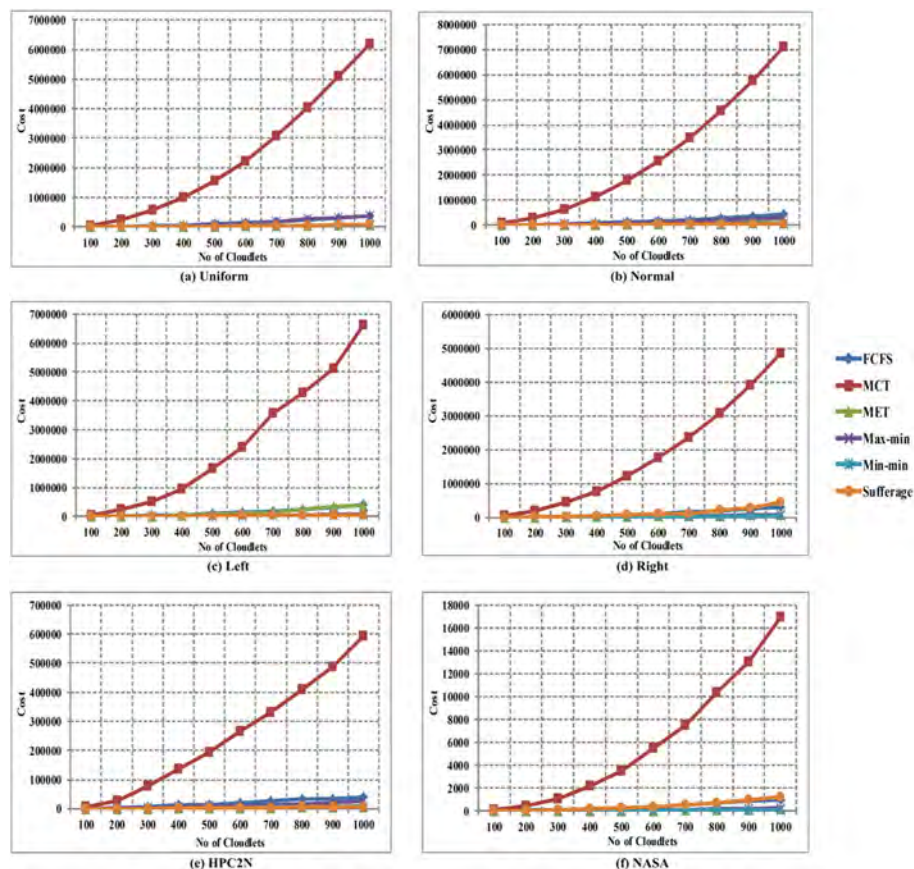 7000000
6000000
5000000
4000000
3000000
2000000
1000000
0
Cost
100 200 300 400 500 600 700 800 900 1000
No of Cloudlets
(a) Uniform
8000000
7000000
6000000
5000000
4000000
3000000
2000000
1000000
0
Cost
100 200 300 400 500 600 700 800 900 1000
No of Cloudlets
(b) Normal
7000000
6000000
5000000
4000000
3000000
2000000
1000000
0
Cost
100 200 300 400 500 600 700 800 900 1000
No of Cloudlets
(c) Left
6000000
5000000
4000000
3000000
2000000
1000000
0
Cost
100 200 300 400 500 600 700 800 900 1000
No of Cloudlets
(d) Right
FCFS
MCT
MET
Max-min
Min-min
Sufferage
700000
600000
500000
400000
300000
200000
100000
0
Cost
100 200 300 400 500 600 700 800 900 1000
No of Cloudlets
(e) HPC2N
18000
16000
14000
12000
10000
8000
6000
4000
2000
0
Cost
100 200 300 400 500 600 700 800 900 1000
No of Cloudlets
(f) NASA